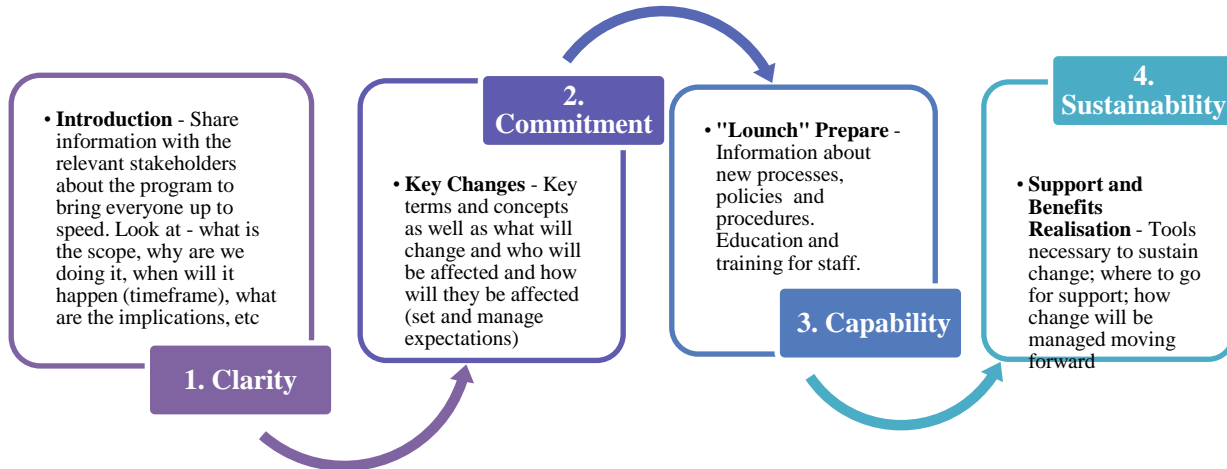 • Introduction - Share
information with the
relevant stakeholders
about the program to
bring everyone up to
speed. Look at - what is
the scope, why are we
doing it, when will it
happen (timeframe), what
are the implications, etc
1. Clarity
2.
Commitment
• Key Changes - Key
terms and concepts
as well as what will
change and who will
be affected and how
will they be affected
(set and manage
expectations)
• "Lounch" Prepare -
Information about
new processes,
policies and
procedures.
Education and
training for staff.
3. Capability
4.
Sustainability
• Support and
Benefits
Realisation - Tools
necessary to sustain
change; where to go
for support; how
change will be
managed moving
forward